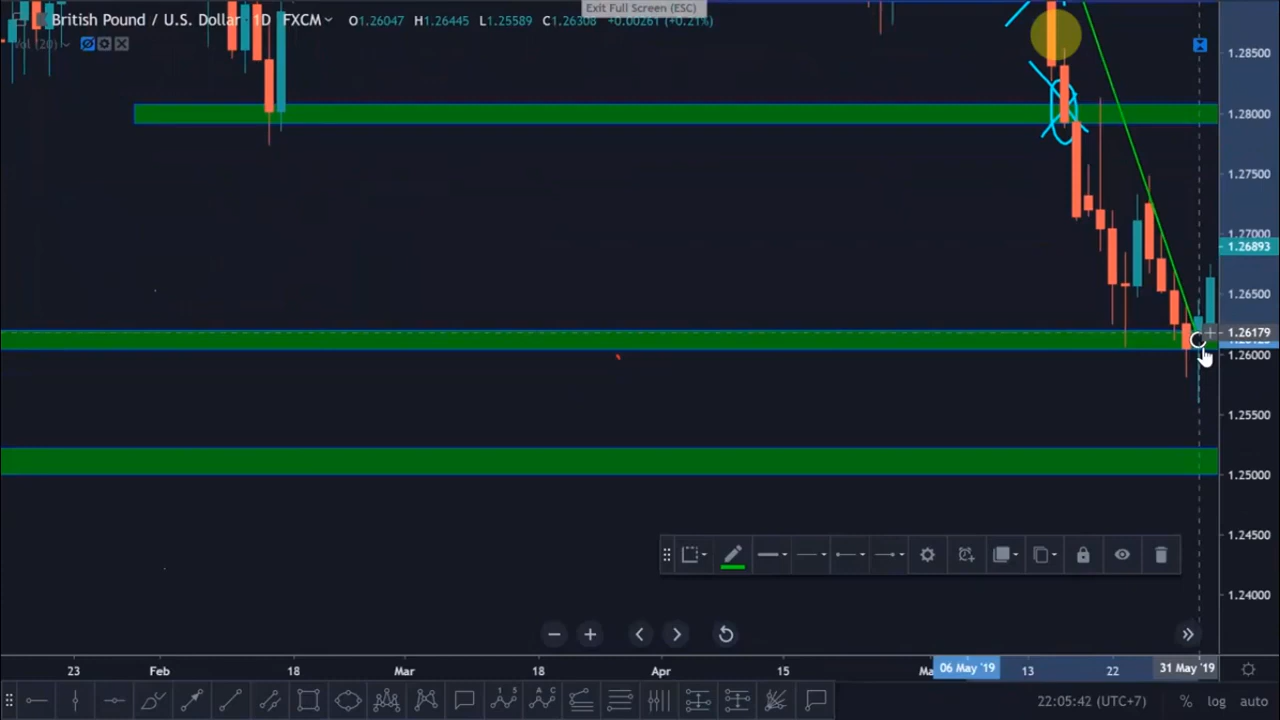 Exit Full Screen (ESC)
British Pound / U.S. Dollar 1D FXCM O1.26047 H1.26445 L1.25589 C1.26308 +0.00261 (+0.21%)
Vol (20)
1.28500
1.28000
1.27500
1.27000
1.26893
1.26500
1.26179
1.26000
1.25500
1.25000
1.24500
1.24000
23 Feb 18 Mar 18 Apr 15 Ma 06 May '19 13 22 31 May '19
22:05:42 (UTC+7) % log auto